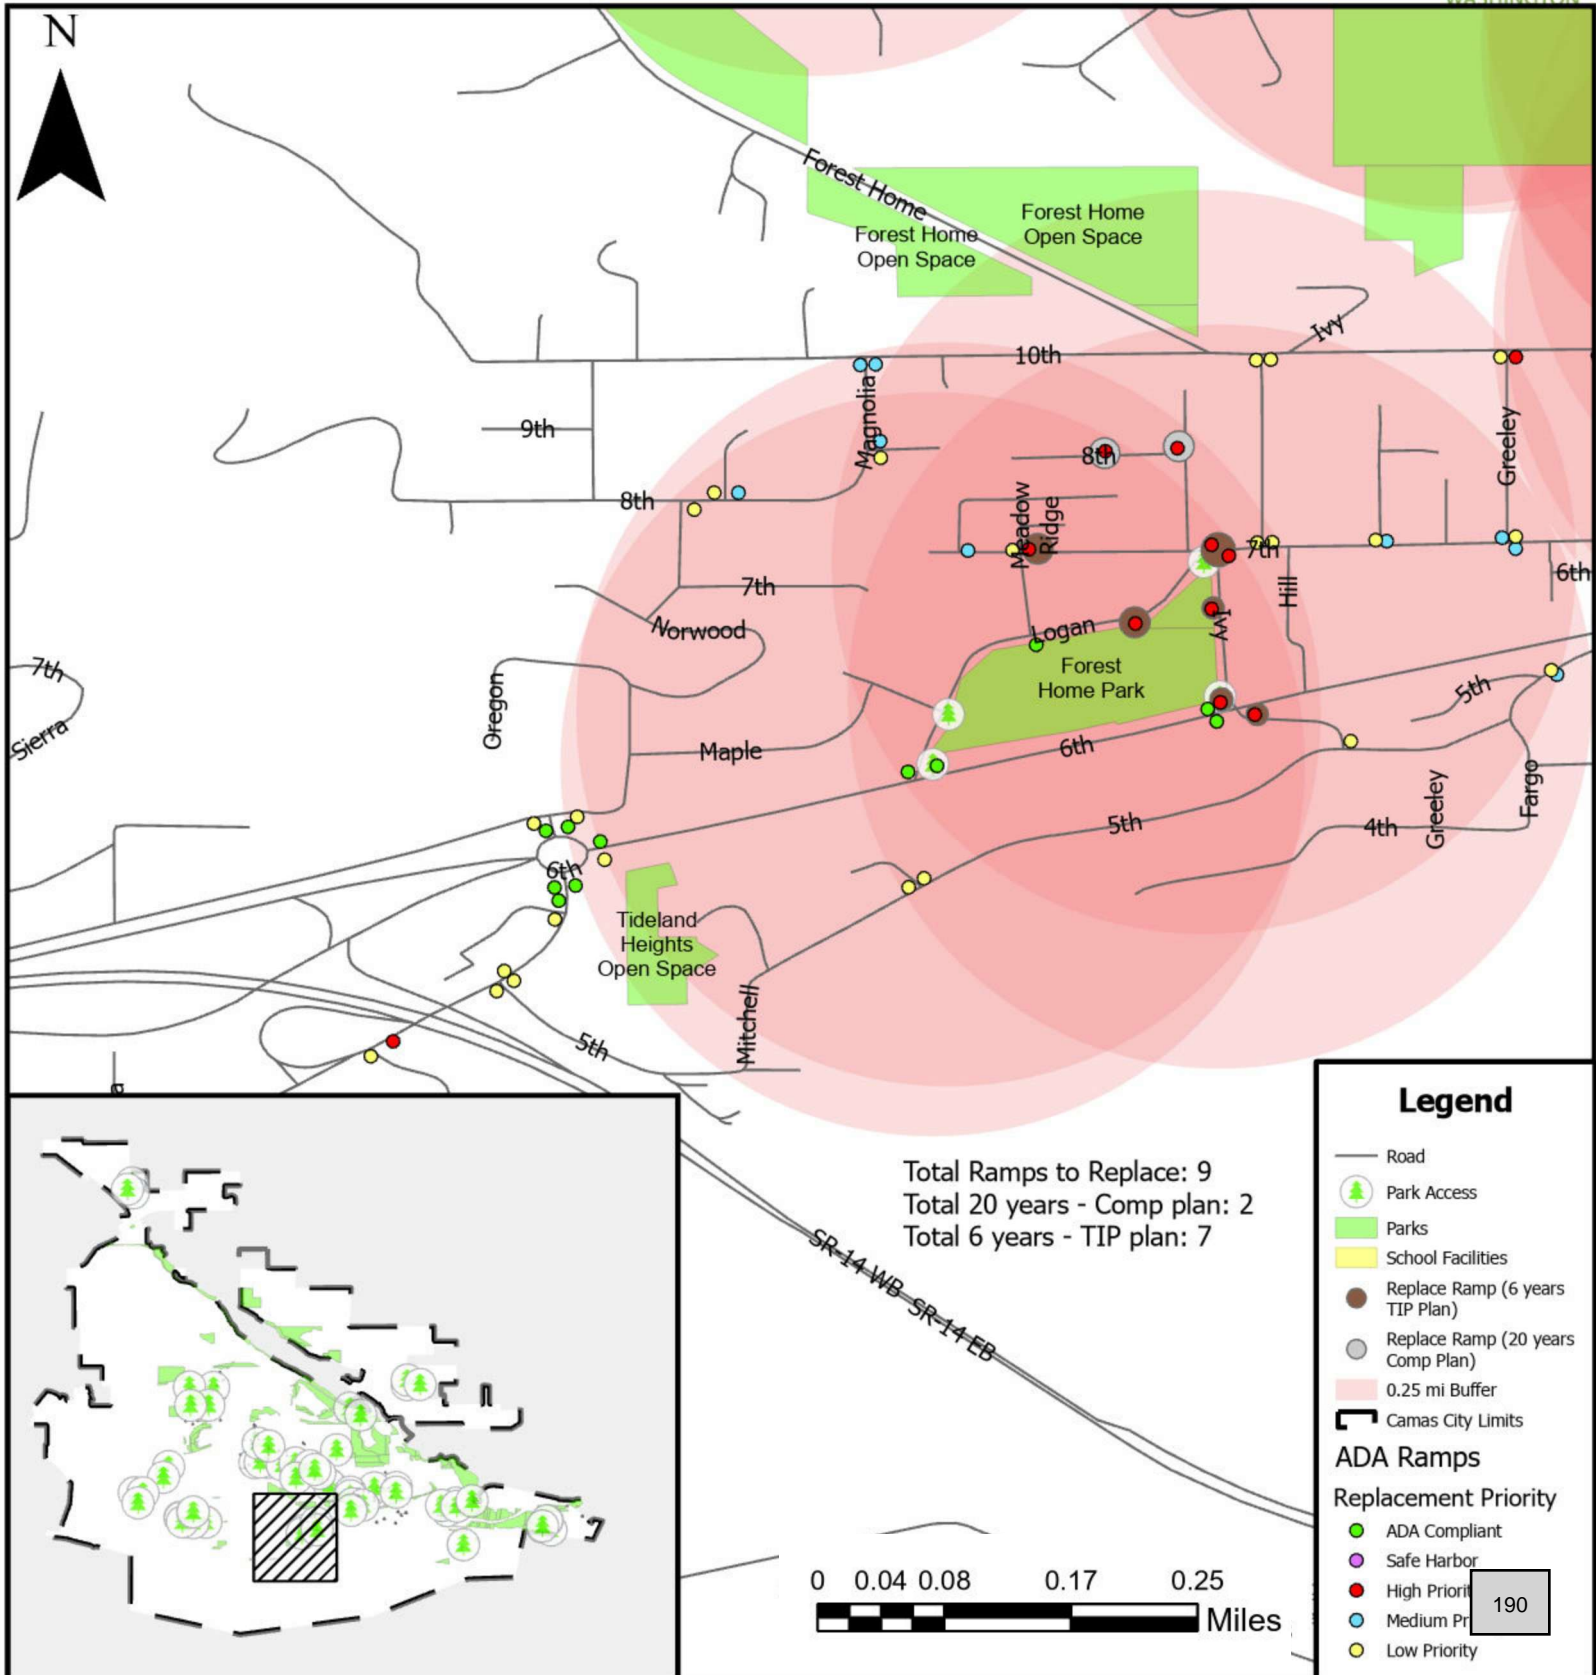 WASHINGTON
N
Forest Home
Forest Home
Open Space
Forest Home
Open Space
Ivy
10th
Magnolia
9th
8th
8th
Greeley
Meadow
Ridge
7th
7th
6th
Hill
Ivy
Norwood
Logan
Forest
Home Park
7th
Sierra
Oregon
Maple
6th
5th
5th
4th
Greeley
Fargo
6th
Tideland
Heights
Open Space
Mitchell
5th
a
Total Ramps to Replace: 9
Total 20 years - Comp plan: 2
Total 6 years - TIP plan: 7
SR-14 WB
SR-14 EB
0 0.04 0.08 0.17 0.25
Miles
Legend
Road
Park Access
Parks
School Facilities
Replace Ramp (6 years
TIP Plan)
Replace Ramp (20 years
Comp Plan)
0.25 mi Buffer
Camas City Limits
ADA Ramps
Replacement Priority
ADA Compliant
Safe Harbor
High Priorit
Medium Pr
Low Priority
190